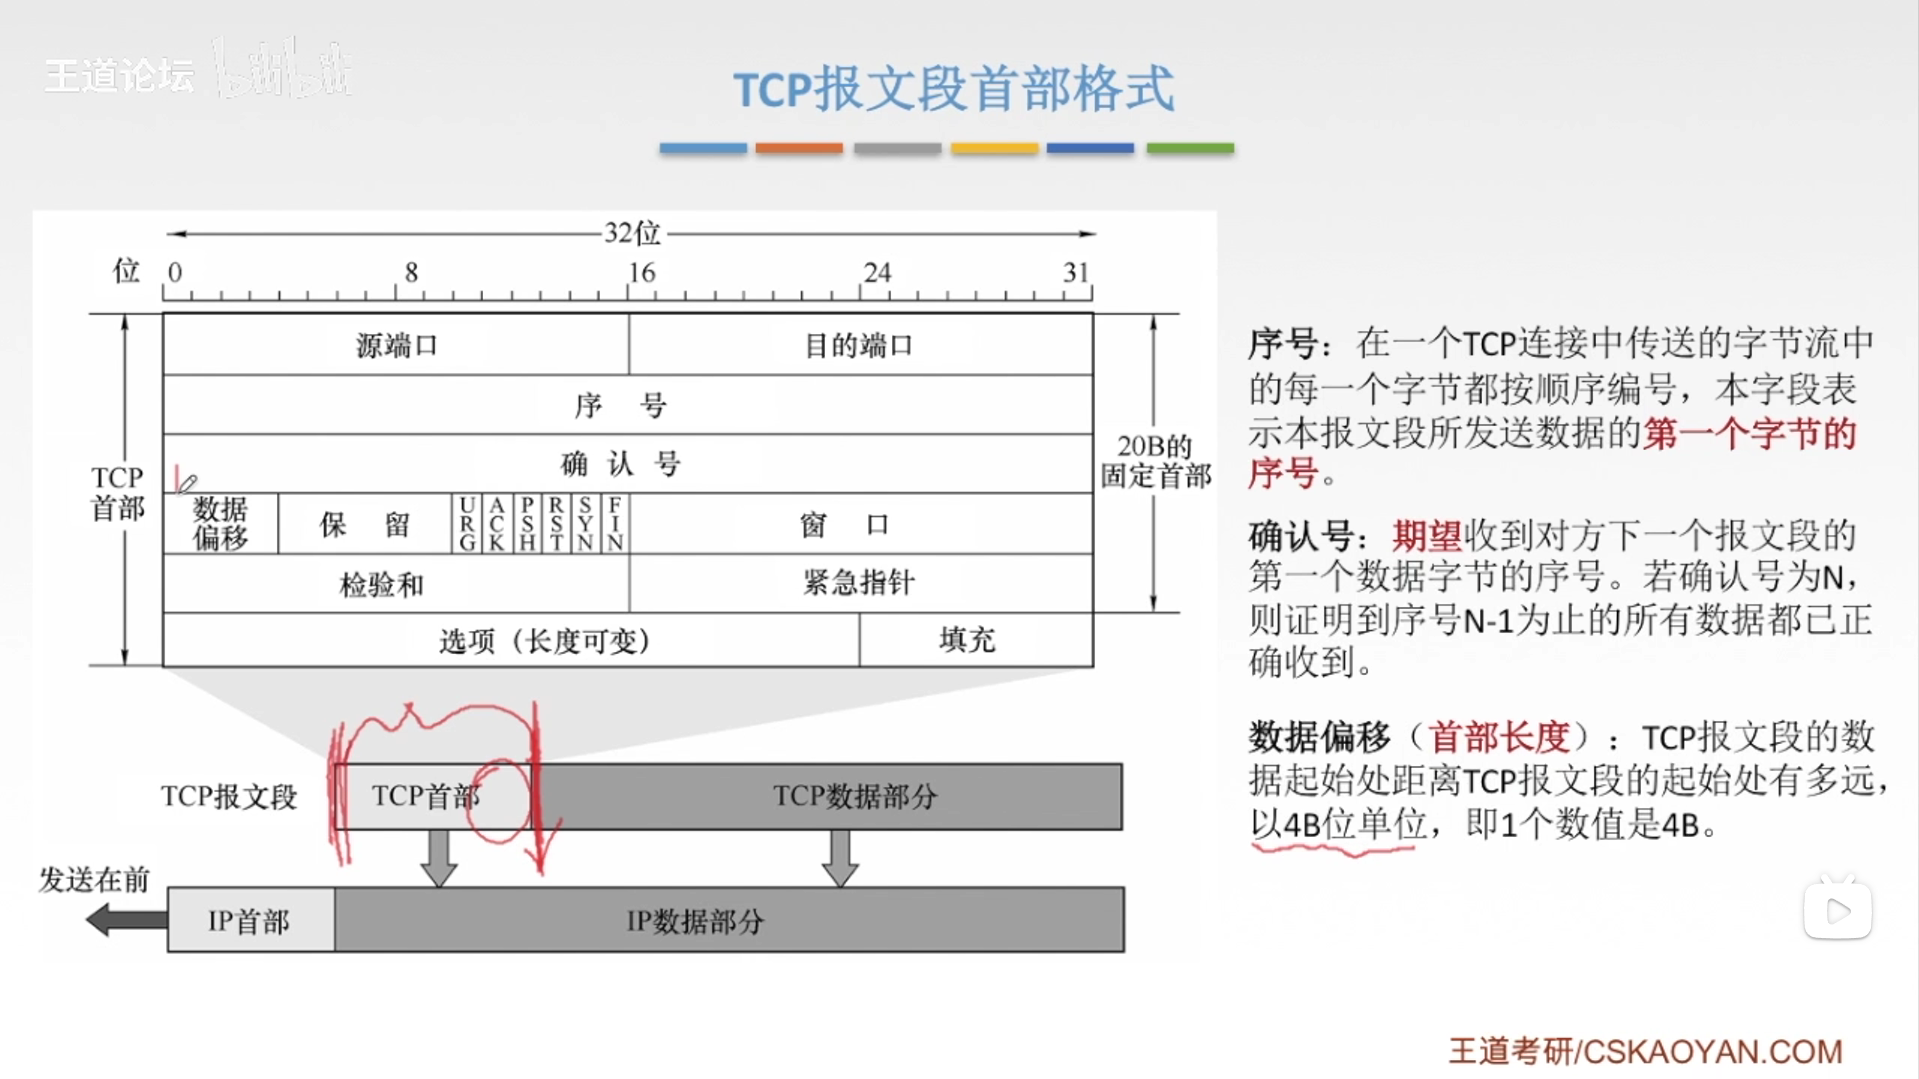 王道论坛 bilibili
TCP报文段首部格式
32位
位 0 8 16 24 31
源端口 目的端口
序 号
确 认 号
TCP
首部
20B的
固定首部
数据
偏移
保 留
URG ACK PSH RST SYN FIN
窗 口
检验和 紧急指针
选项（长度可变） 填充
TCP报文段 TCP首部 TCP数据部分
发送在前
IP首部 IP数据部分
序号：在一个TCP连接中传送的字节流中
的每一个字节都按顺序编号，本字段表
示本报文段所发送数据的第一个字节的
序号。
确认号：期望收到对方下一个报文段的
第一个数据字节的序号。若确认号为N，
则证明到序号N-1为止的所有数据都已正
确收到。
数据偏移（首部长度）：TCP报文段的数
据起始处距离TCP报文段的起始处有多远，
以4B位单位，即1个数值是4B。
王道考研/CSKAOYAN.COM